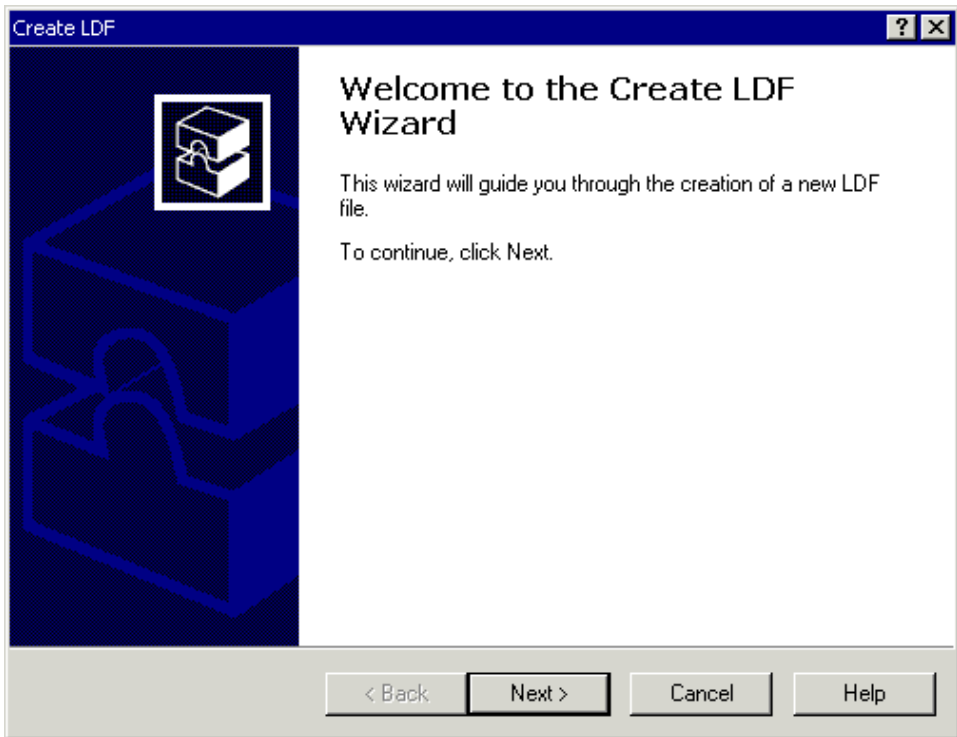 Create LDF
Welcome to the Create LDF
Wizard
This wizard will guide you through the creation of a new LDF
file.
To continue, click Next.
< Back
Next >
Cancel
Help